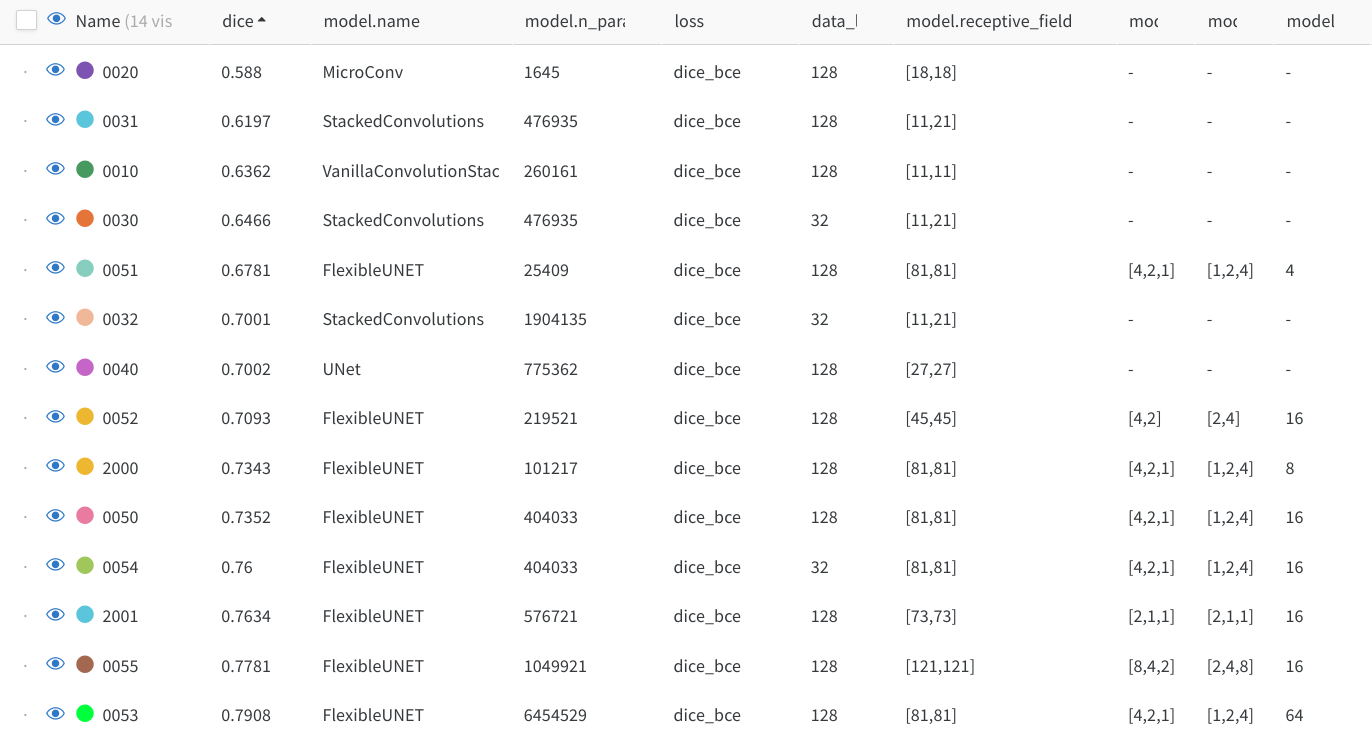 Name (14 vis dice model.name model.n_para loss data_l model.receptive_field mod mod model
0020 0.588 MicroConv 1645 dice_bce 128 [18,18] - - -
0031 0.6197 StackedConvolutions 476935 dice_bce 128 [11,21] - - -
0010 0.6362 VanillaConvolutionStac 260161 dice_bce 128 [11,11] - - -
0030 0.6466 StackedConvolutions 476935 dice_bce 32 [11,21] - - -
0051 0.6781 FlexibleUNET 25409 dice_bce 128 [81,81] [4,2,1] [1,2,4] 4
0032 0.7001 StackedConvolutions 1904135 dice_bce 32 [11,21] - - -
0040 0.7002 UNet 775362 dice_bce 128 [27,27] - - -
0052 0.7093 FlexibleUNET 219521 dice_bce 128 [45,45] [4,2] [2,4] 16
2000 0.7343 FlexibleUNET 101217 dice_bce 128 [81,81] [4,2,1] [1,2,4] 8
0050 0.7352 FlexibleUNET 404033 dice_bce 128 [81,81] [4,2,1] [1,2,4] 16
0054 0.76 FlexibleUNET 404033 dice_bce 32 [81,81] [4,2,1] [1,2,4] 16
2001 0.7634 FlexibleUNET 576721 dice_bce 128 [73,73] [2,1,1] [2,1,1] 16
0055 0.7781 FlexibleUNET 1049921 dice_bce 128 [121,121] [8,4,2] [2,4,8] 16
0053 0.7908 FlexibleUNET 6454529 dice_bce 128 [81,81] [4,2,1] [1,2,4] 64